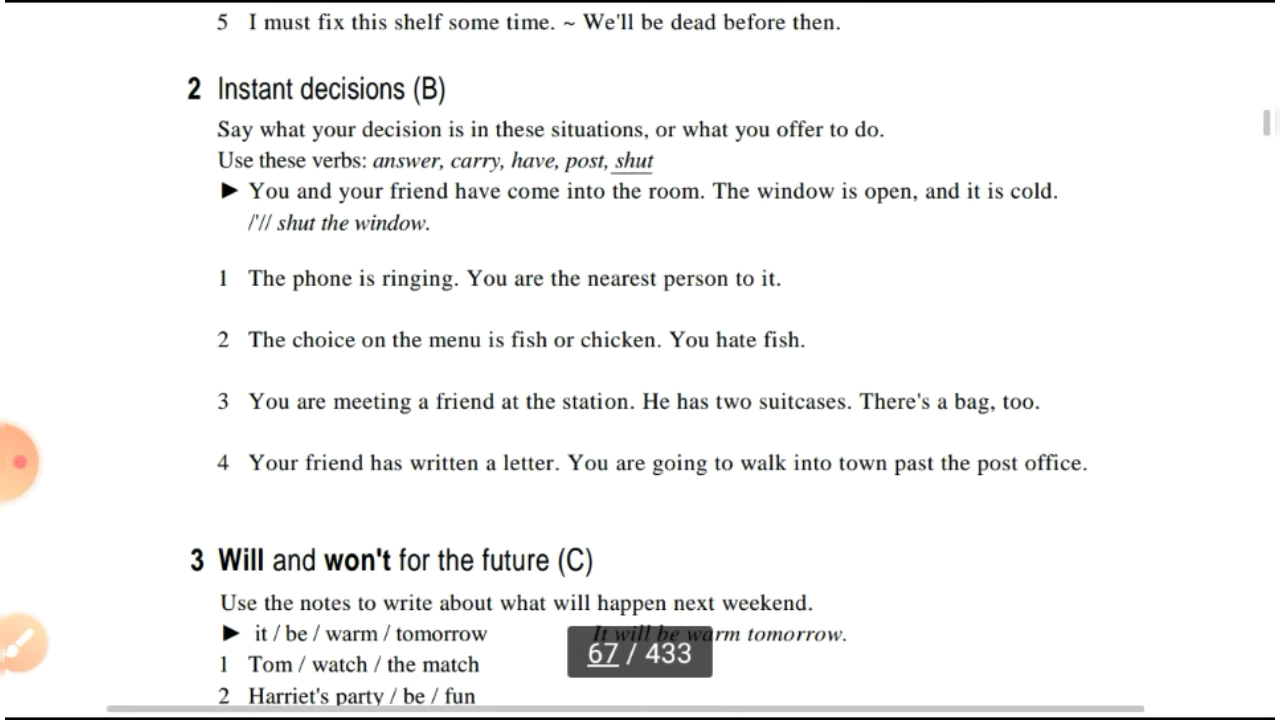 5 I must fix this shelf some time. ~ We'll be dead before then.
2 Instant decisions (B)
Say what your decision is in these situations, or what you offer to do.
Use these verbs: answer, carry, have, post, shut
► You and your friend have come into the room. The window is open, and it is cold.
I'll shut the window.
1 The phone is ringing. You are the nearest person to it.
2 The choice on the menu is fish or chicken. You hate fish.
3 You are meeting a friend at the station. He has two suitcases. There's a bag, too.
4 Your friend has written a letter. You are going to walk into town past the post office.
3 Will and won't for the future (C)
Use the notes to write about what will happen next weekend.
► it / be / warm / tomorrow It will be warm tomorrow.
1 Tom / watch / the match
67 / 433
2 Harriet's party / be / fun